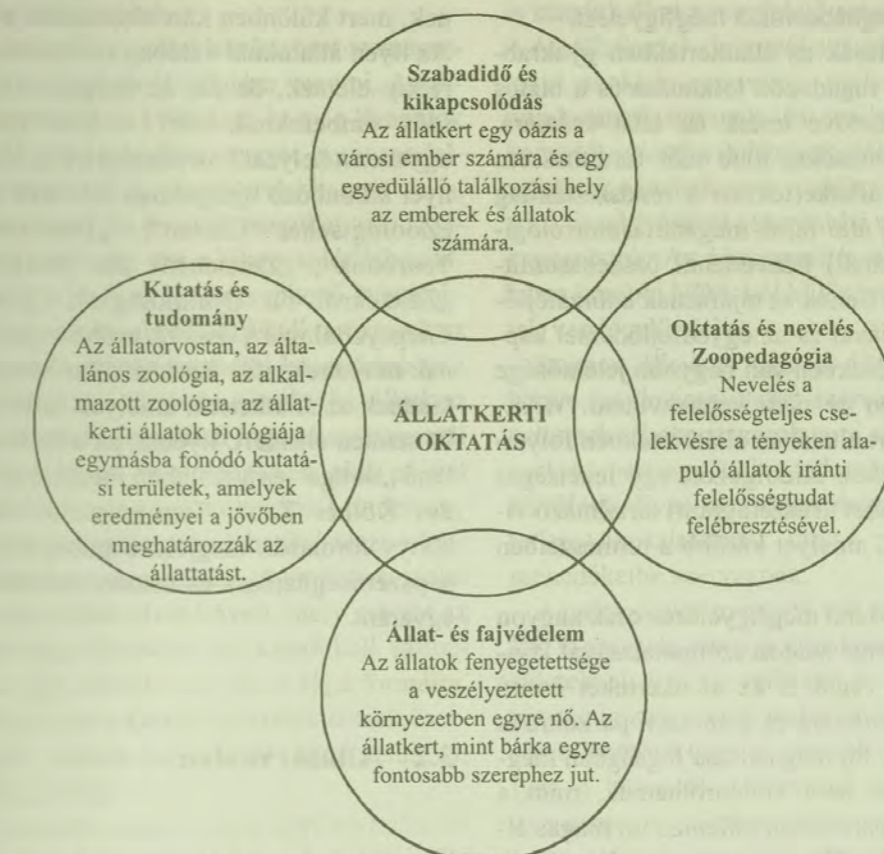 Szabadidő és
kikapcsolódás
Az állatkert egy oázis a
városi ember számára és egy
egyedülálló találkozási hely
az emberek és állatok
számára.
Kutatás és
tudomány
Az állatorvostan, az álta-
lános zoológia, az alkal-
mazott zoológia, az állat-
kerti állatok biológiája
egymásba fonódó kutatá-
si területek, amelyek
eredményei a jövőben
meghatározzák az
állattatást.
ÁLLATKERTI
OKTATÁS
Oktatás és nevelés
Zoopedagógia
Nevelés a
felelősségteljes cse-
lekvésre a tényeken ala-
puló állatok iránti
felelősségtudat
felébresztésével.
Állat- és fajvédelem
Az állatok fenyegetettsége
a veszélyeztetett
környezetben egyre nő. Az
állatkert, mint bárka egyre
fontosabb szerephez jut.